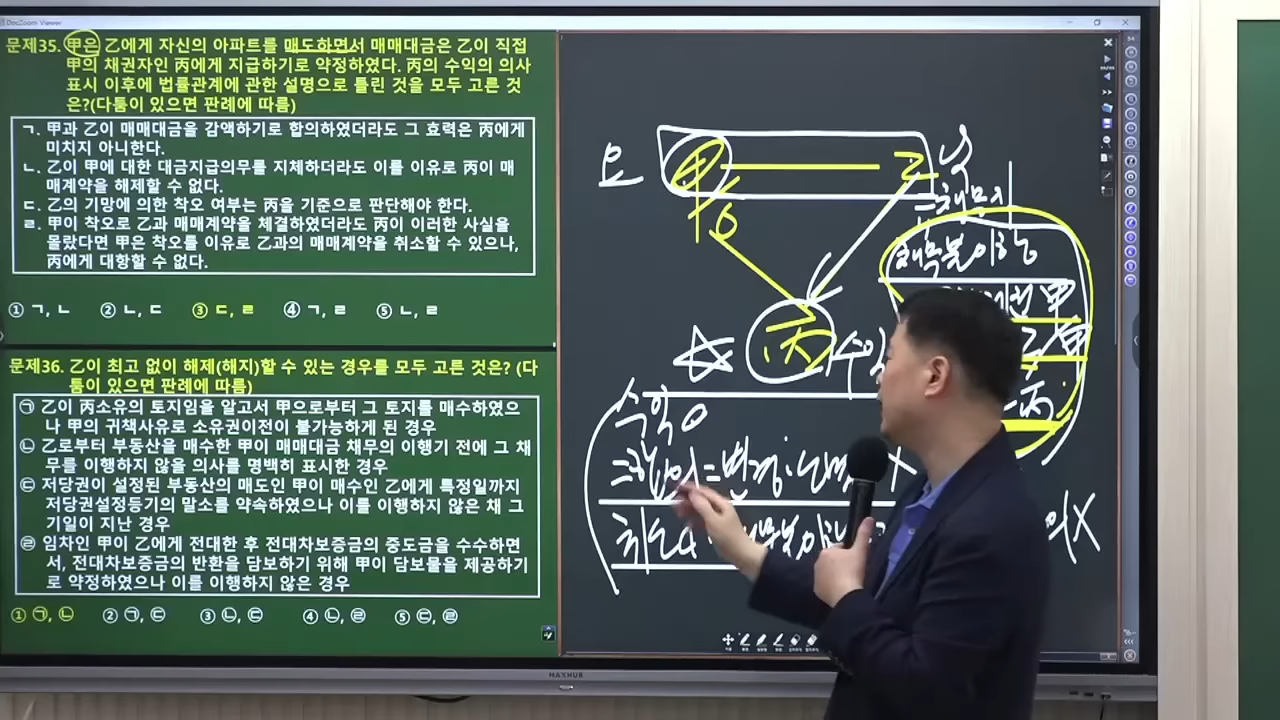 DocZoom Viewer
문제35. 甲은 乙에게 자신의 아파트를 매도하면서 매매대금은 乙이 직접
甲의 채권자인 丙에게 지급하기로 약정하였다. 丙의 수익의 의사
표시 이후에 법률관계에 관한 설명으로 틀린 것을 모두 고른 것
은?(다툼이 있으면 판례에 따름)
ㄱ. 甲과 乙이 매매대금을 감액하기로 합의하였더라도 그 효력은 丙에게
미치지 아니한다.
ㄴ. 乙이 甲에 대한 대금지급의무를 지체하더라도 이를 이유로 丙이 매
매계약을 해제할 수 없다.
ㄷ. 乙의 기망에 의한 착오 여부는 丙을 기준으로 판단해야 한다.
ㄹ. 甲이 착오로 乙과 매매계약을 체결하였더라도 丙이 이러한 사실을
몰랐다면 甲은 착오를 이유로 乙과의 매매계약을 취소할 수 있으나,
丙에게 대항할 수 없다.
① ㄱ, ㄴ ② ㄴ, ㄷ ③ ㄷ, ㄹ ④ ㄱ, ㄹ ⑤ ㄴ, ㄹ
문제36. 乙이 최고 없이 해제(해지)할 수 있는 경우를 모두 고른 것은? (다
툼이 있으면 판례에 따름)
㉠ 乙이 丙소유의 토지임을 알고서 甲으로부터 그 토지를 매수하였으
나 甲의 귀책사유로 소유권이전이 불가능하게 된 경우
㉡ 乙로부터 부동산을 매수한 甲이 매매대금 채무의 이행기 전에 그 채
무를 이행하지 않을 의사를 명백히 표시한 경우
㉢ 저당권이 설정된 부동산의 매도인 甲이 매수인 乙에게 특정일까지
저당권설정등기의 말소를 약속하였으나 이를 이행하지 않은 채 그
기일이 지난 경우
㉣ 임차인 甲이 乙에게 전대한 후 전대차보증금의 중도금을 수수하면
서, 전대차보증금의 반환을 담보하기 위해 甲이 담보물을 제공하기
로 약정하였으나 이를 이행하지 않은 경우
① ㉠, ㉡ ② ㉠, ㉢ ③ ㉡, ㉢ ④ ㉡, ㉣ ⑤ ㉢, ㉣
요 甲 乙 낙
채무불이행
甲
丙
수익
MAXHUB